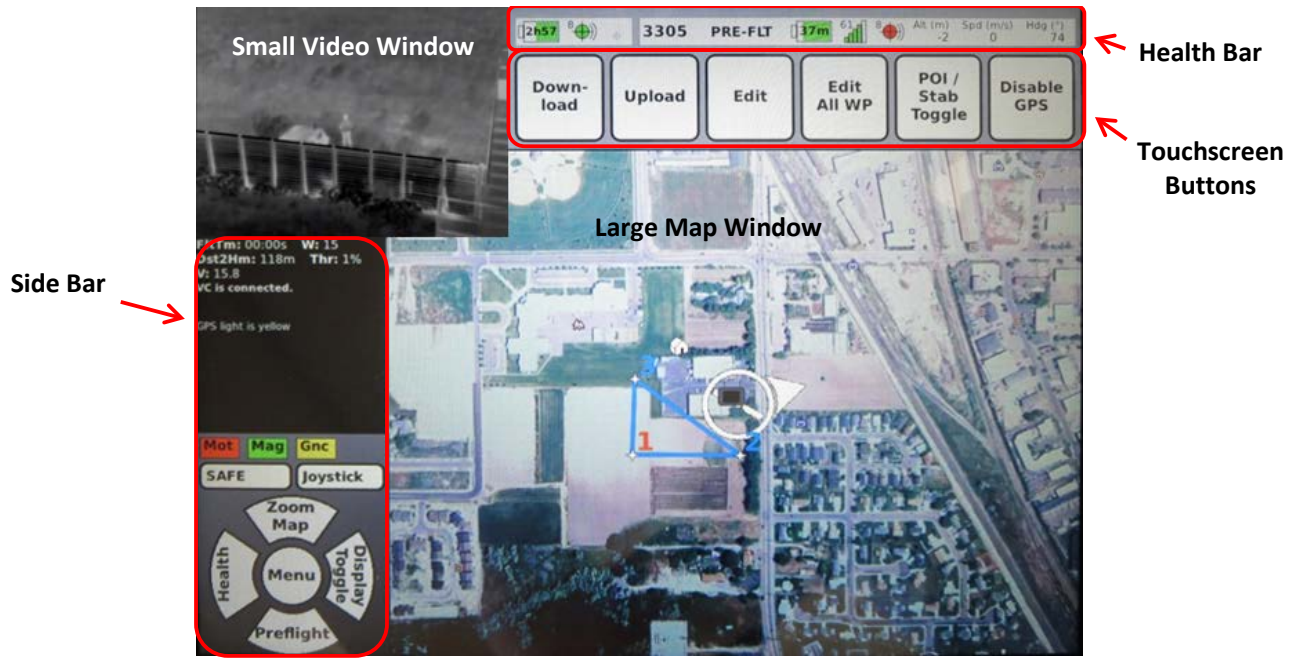 Small Video Window
2h57 8 3305 PRE-FLT 37m 61 8 Alt (m) Spd (m/s) Hdg (°)
-2 0 74
Health Bar
Down-
load
Upload
Edit
Edit
All WP
POI /
Stab
Toggle
Disable
GPS
Touchscreen
Buttons
Large Map Window
Side Bar
FltTm: 00:00s W: 15
Dst2Hm: 118m Thr: 1%
V: 15.8
VC is connected.
GPS light is yellow
3
1
2
Mot Mag Gnc
SAFE Joystick
Zoom
Map
Health
Menu
Display
Toggle
Preflight